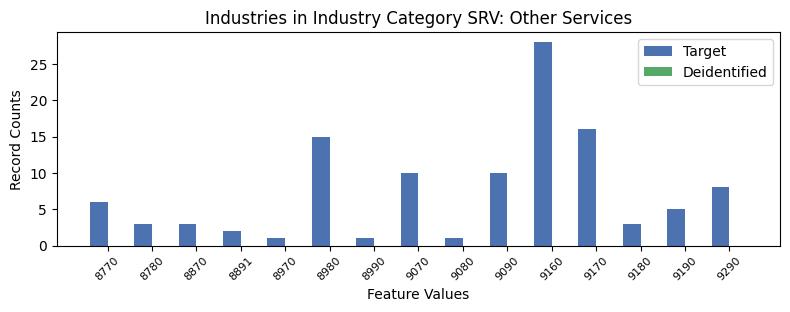 Industries in Industry Category SRV: Other Services
Target
Deidentified
Record Counts
25
20
15
10
5
0
8770 8780 8870 8891 8970 8980 8990 9070 9080 9090 9160 9170 9180 9190 9290
Feature Values